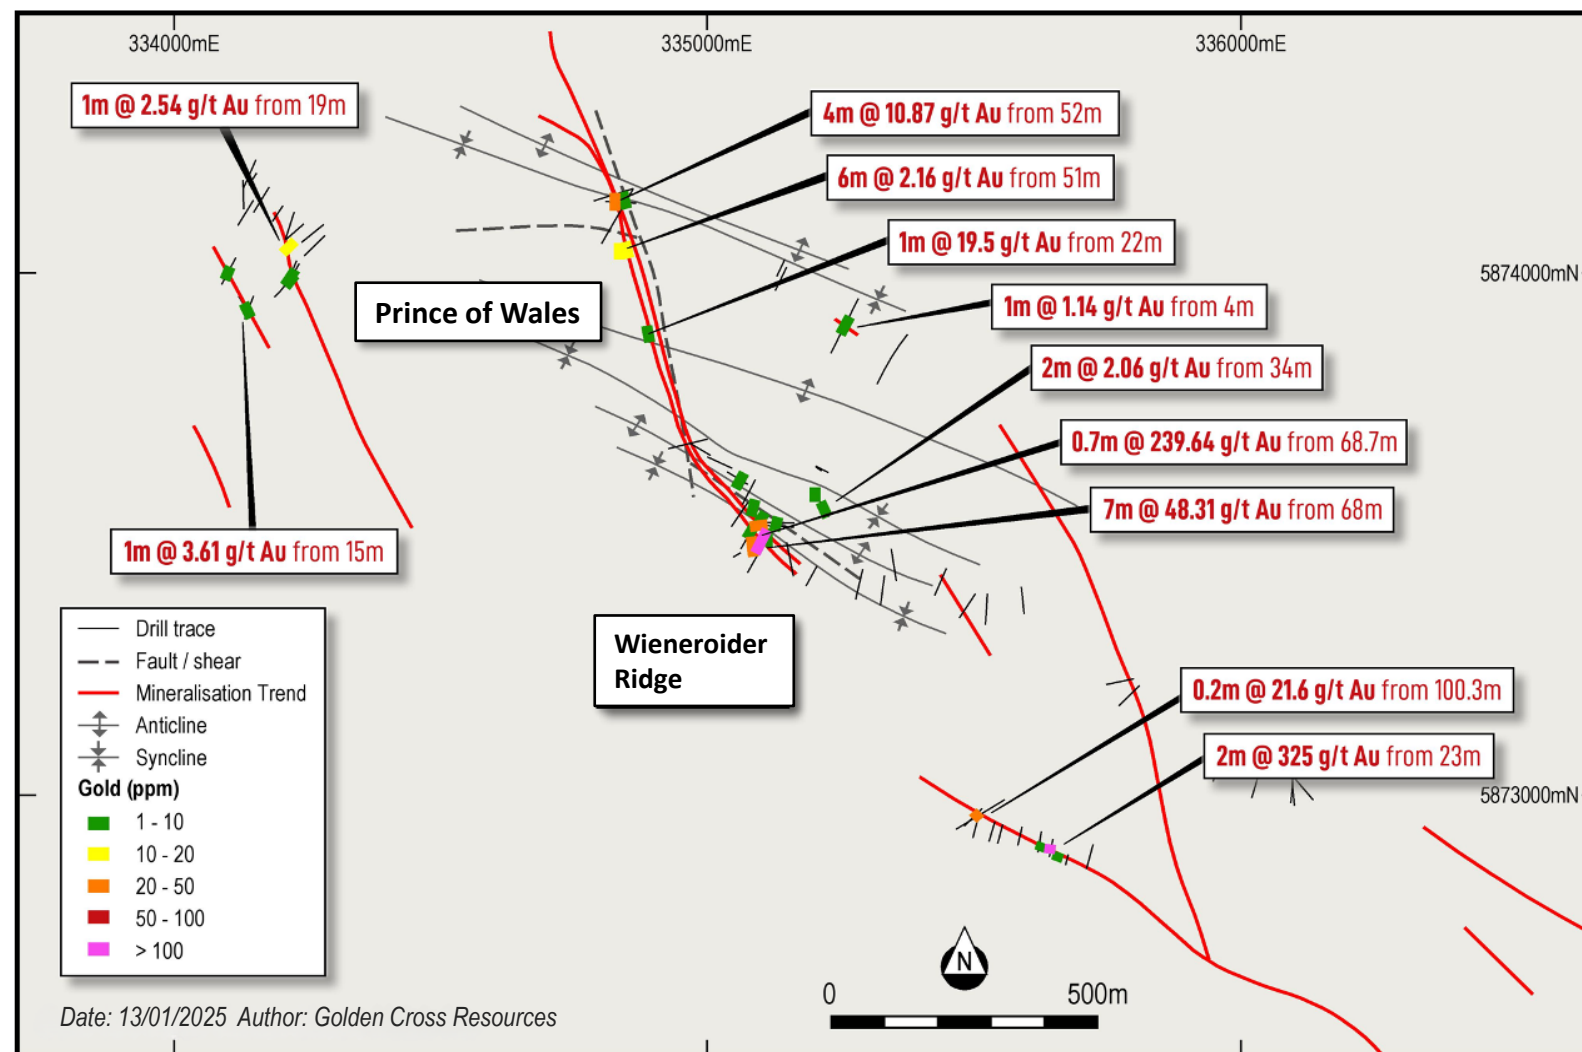 334000mE
335000mE
336000mE
1m @ 2.54 g/t Au from 19m
4m @ 10.87 g/t Au from 52m
6m @ 2.16 g/t Au from 51m
1m @ 19.5 g/t Au from 22m
5874000mN
Prince of Wales
1m @ 1.14 g/t Au from 4m
2m @ 2.06 g/t Au from 34m
0.7m @ 239.64 g/t Au from 68.7m
7m @ 48.31 g/t Au from 68m
1m @ 3.61 g/t Au from 15m
Wieneroider
Ridge
0.2m @ 21.6 g/t Au from 100.3m
2m @ 325 g/t Au from 23m
5873000mN
Drill trace
Fault / shear
Mineralisation Trend
Anticline
Syncline
Gold (ppm)
1 - 10
10 - 20
20 - 50
50 - 100
> 100
N
0 500m
Date: 13/01/2025 Author: Golden Cross Resources